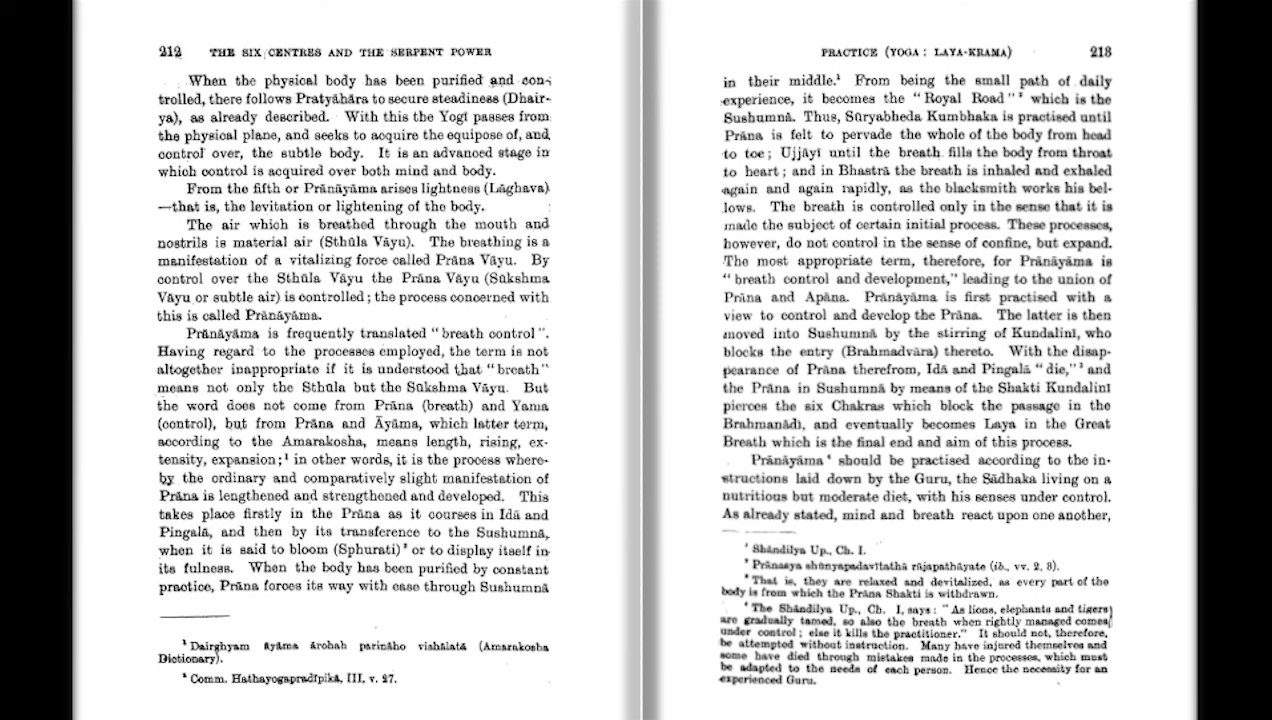 212 THE SIX CENTRES AND THE SERPENT POWER
When the physical body has been purified and con-
trolled, there follows Pratyāhāra to secure steadiness (Dhair-
ya), as already described. With this the Yogī passes from
the physical plane, and seeks to acquire the equipose of, and
control over, the subtle body. It is an advanced stage in
which control is acquired over both mind and body.
From the fifth or Prānāyāma arises lightness (Lāghava)
—that is, the levitation or lightening of the body.
The air which is breathed through the mouth and
nostrils is material air (Sthūla Vāyu). The breathing is a
manifestation of a vitalizing force called Prāna Vāyu. By
control over the Sthūla Vāyu the Prāna Vāyu (Sūkshma
Vāyu or subtle air) is controlled; the process concerned with
this is called Prānāyāma.
Prānāyāma is frequently translated "breath control".
Having regard to the processes employed, the term is not
altogether inappropriate if it is understood that "breath"
means not only the Sthūla but the Sūkshma Vāyu. But
the word does not come from Prāna (breath) and Yama
(control), but from Prāna and Āyāma, which latter term,
according to the Amarakosha, means length, rising, ex-
tensity, expansion;¹ in other words, it is the process where-
by the ordinary and comparatively slight manifestation of
Prāna is lengthened and strengthened and developed. This
takes place firstly in the Prāna as it courses in Idā and
Pingalā, and then by its transference to the Sushumnā,
when it is said to bloom (Sphurati)² or to display itself in
its fulness. When the body has been purified by constant
practice, Prāna forces its way with ease through Sushumnā
¹ Dairghyam āyāma ārohah parināho vishālatā (Amarakosha
Dictionary).
² Comm. Hathayogapradīpikā, III, v. 27.
PRACTICE (YOGA: LAYA-KRAMA) 213
in their middle.¹ From being the small path of daily
experience, it becomes the "Royal Road"² which is the
Sushumnā. Thus, Sūryabheda Kumbhaka is practised until
Prāna is felt to pervade the whole of the body from head
to toe; Ujjāyī until the breath fills the body from throat
to heart; and in Bhastrā the breath is inhaled and exhaled
again and again rapidly, as the blacksmith works his bel-
lows. The breath is controlled only in the sense that it is
made the subject of certain initial process. These processes,
however, do not control in the sense of confine, but expand.
The most appropriate term, therefore, for Prānāyāma is
"breath control and development," leading to the union of
Prāna and Apāna. Prānāyāma is first practised with a
view to control and develop the Prāna. The latter is then
moved into Sushumnā by the stirring of Kundalinī, who
blocks the entry (Brahmadvāra) thereto. With the disap-
pearance of Prāna therefrom, Idā and Pingalā "die,"³ and
the Prāna in Sushumnā by means of the Shakti Kundalinī
pierces the six Chakras which block the passage in the
Brahmanādī, and eventually becomes Laya in the Great
Breath which is the final end and aim of this process.
Prānāyāma⁴ should be practised according to the in-
structions laid down by the Guru, the Sādhaka living on a
nutritious but moderate diet, with his senses under control.
As already stated, mind and breath react upon one another,
¹ Shāndilya Up., Ch. I.
² Prānasya shūnyapadavītathā rājapathāyate (ib., vv. 2, 3).
³ That is, they are relaxed and devitalized, as every part of the
body is from which the Prāna Shakti is withdrawn.
⁴ The Shāndilya Up., Ch. I, says: "As lions, elephants and tigers
are gradually tamed, so also the breath when rightly managed comes
under control; else it kills the practitioner." It should not, therefore,
be attempted without instruction. Many have injured themselves and
some have died through mistakes made in the processes, which must
be adapted to the needs of each person. Hence the necessity for an
experienced Guru.